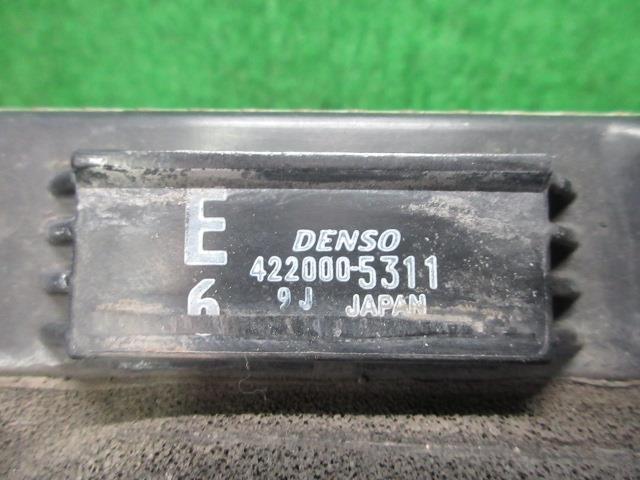 E
6
DENSO
422000-5311
9J JAPAN